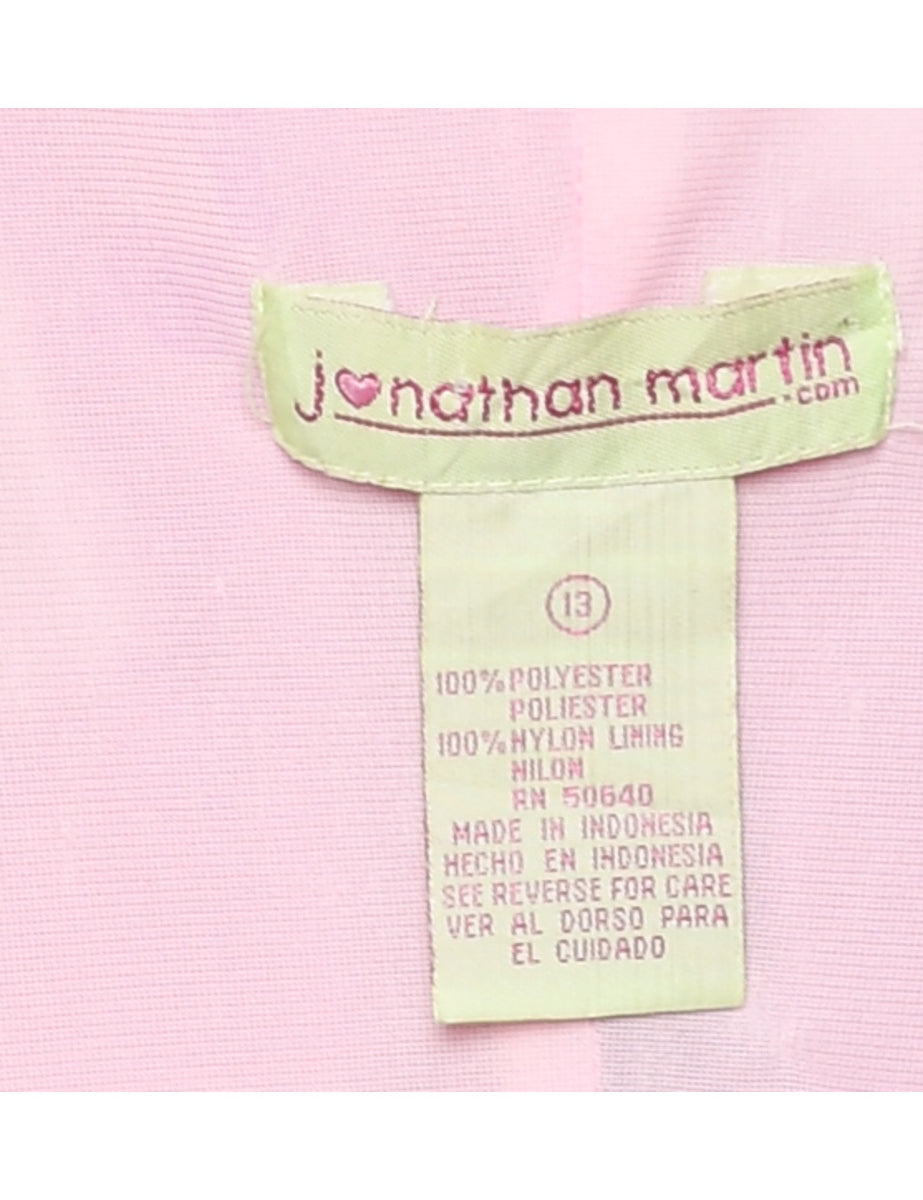 jonathan martin
.com
13
100% POLYESTER
POLIESTER
100% NYLON LINING
NILON
RN 50640
MADE IN INDONESIA
HECHO EN INDONESIA
SEE REVERSE FOR CARE
VER AL DORSO PARA
EL CUIDADO